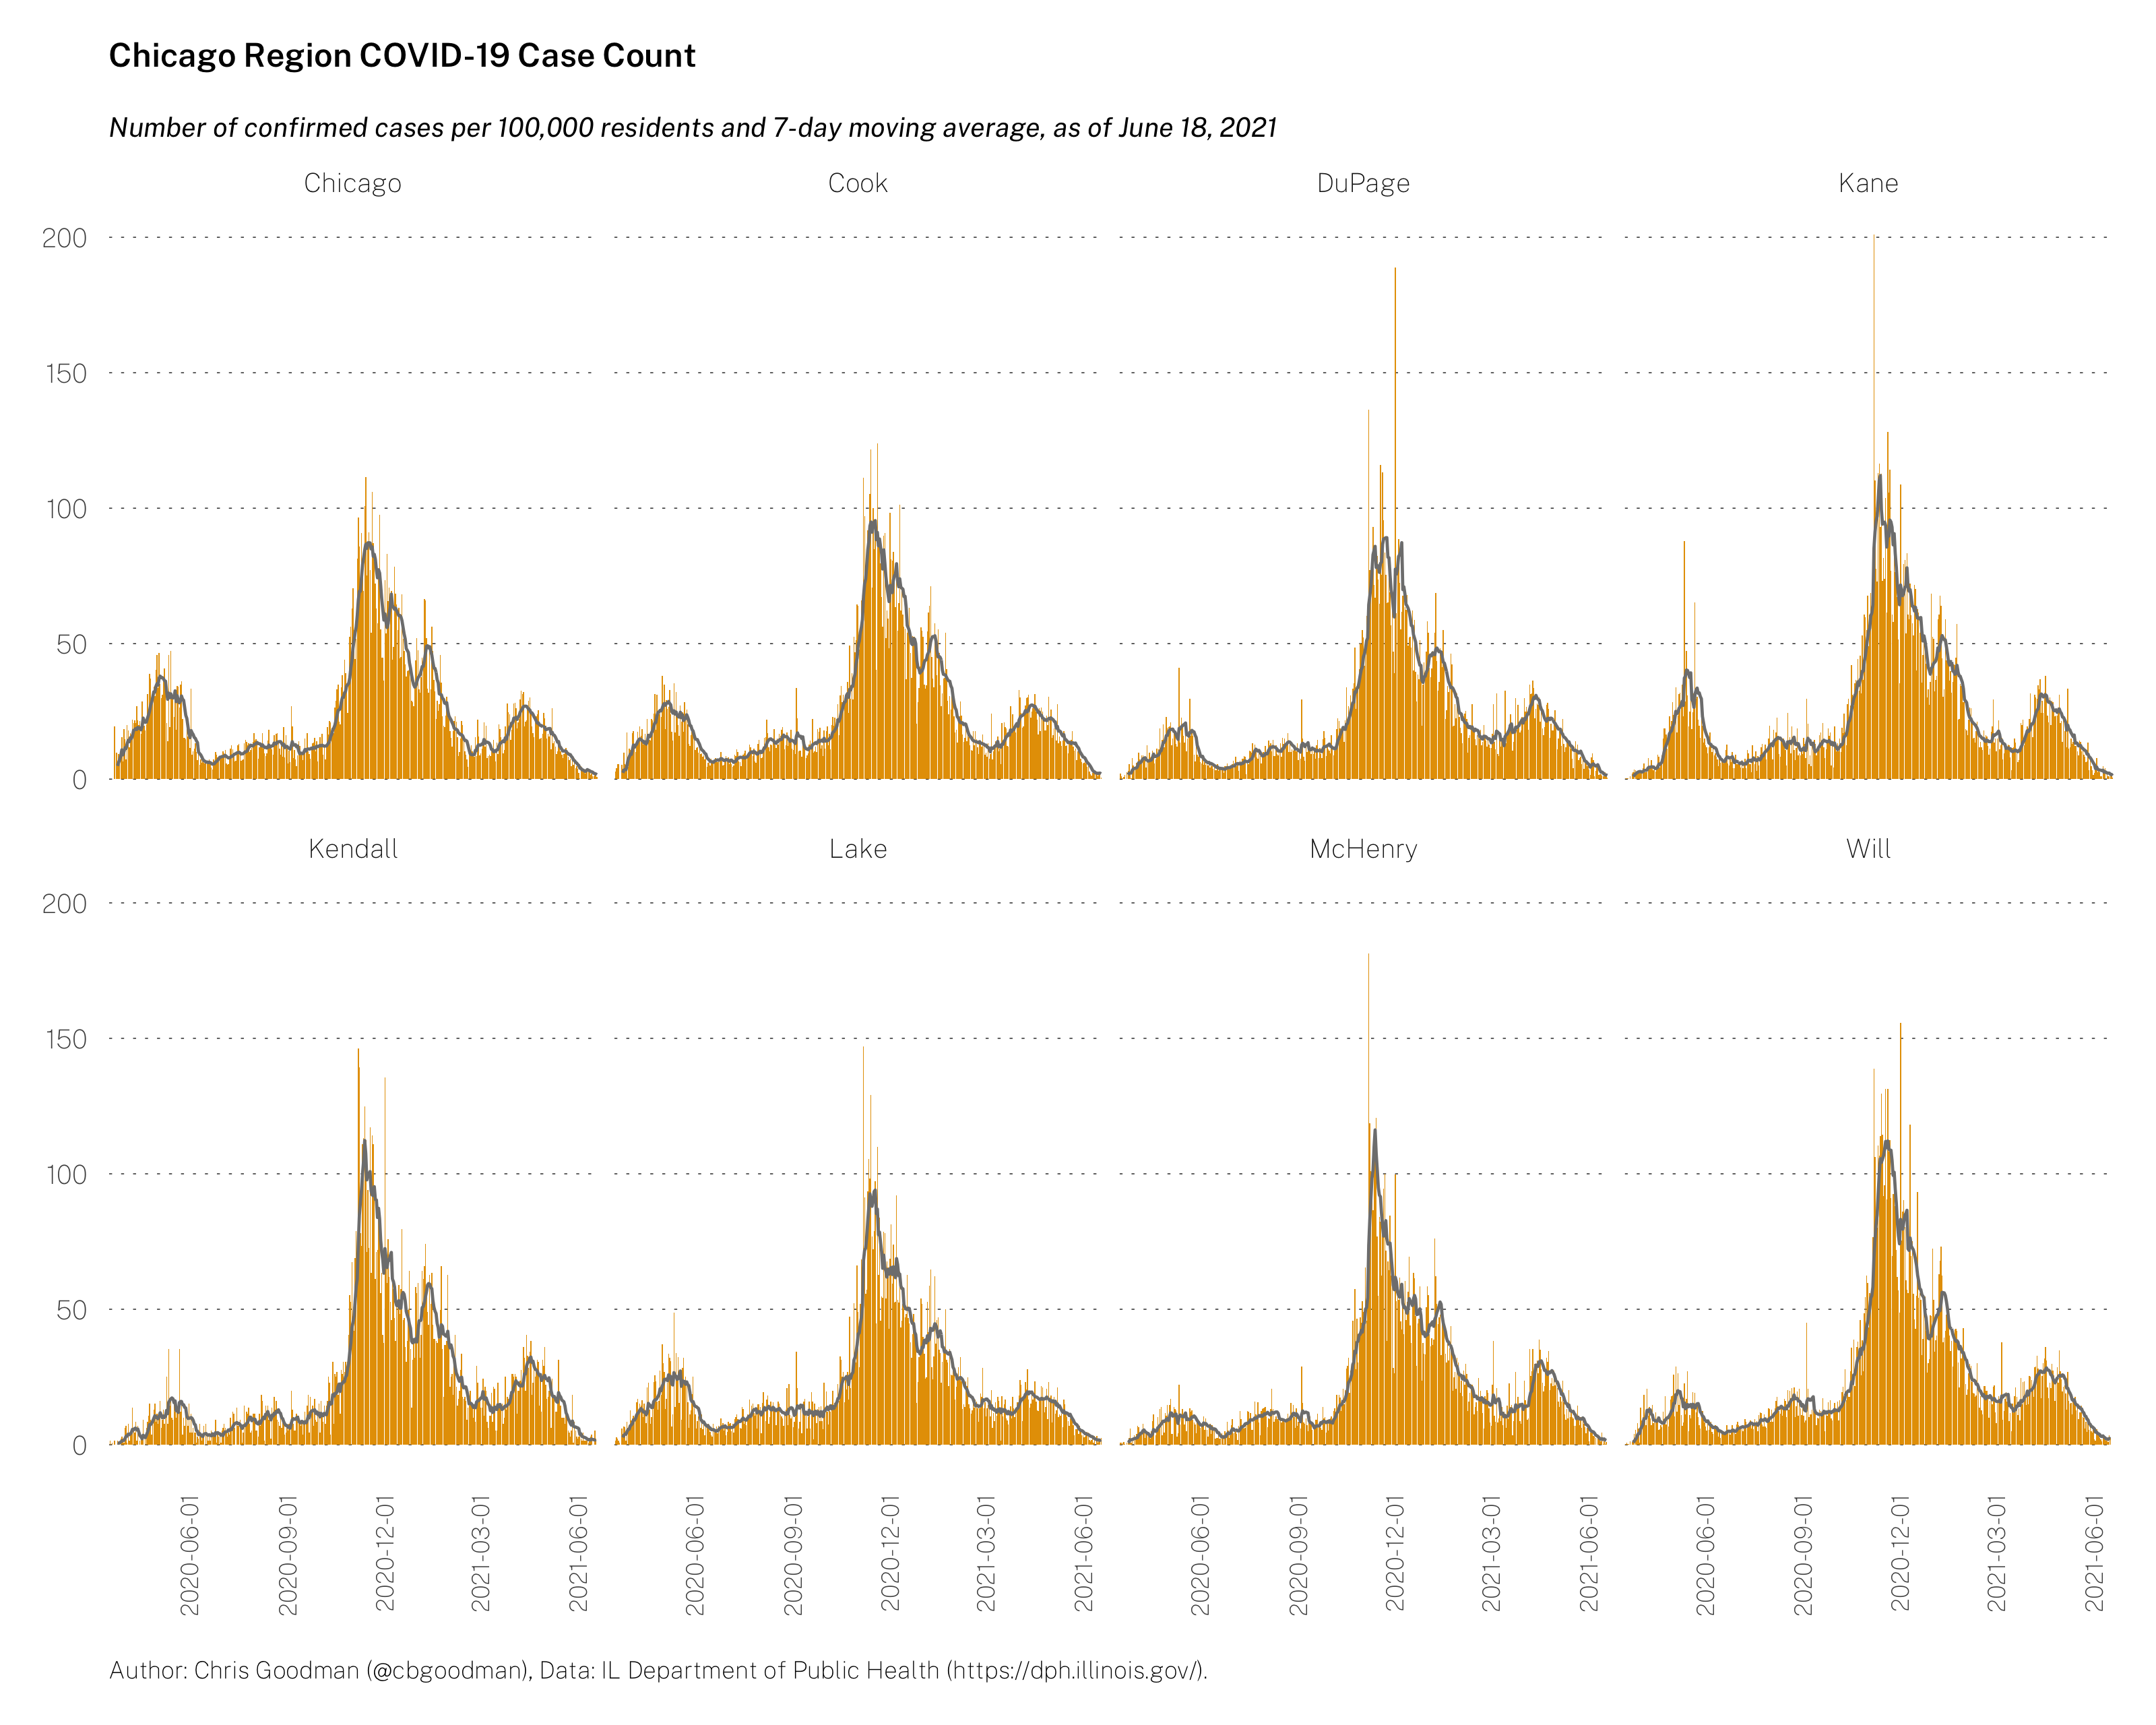 Chicago Region COVID-19 Case Count
Number of confirmed cases per 100,000 residents and 7-day moving average, as of June 18, 2021
Chicago Cook DuPage Kane
200
150
100
50
0
Kendall Lake McHenry Will
200
150
100
50
0
2020-06-01 2020-09-01 2020-12-01 2021-03-01 2021-06-01 2020-06-01 2020-09-01 2020-12-01 2021-03-01 2021-06-01 2020-06-01 2020-09-01 2020-12-01 2021-03-01 2021-06-01 2020-06-01 2020-09-01 2020-12-01 2021-03-01 2021-06-01
Author: Chris Goodman (@cbgoodman), Data: IL Department of Public Health (https://dph.illinois.gov/).